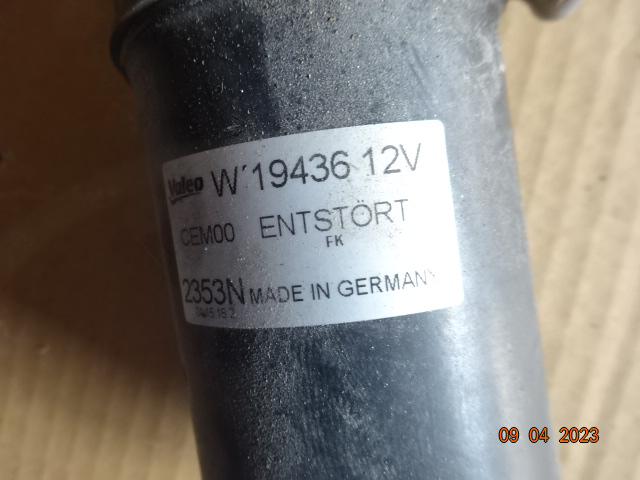 Valeo W´19436 12V
CEM00 ENTSTÖRT
FK
2353N MADE IN GERMANY
09 04 2023